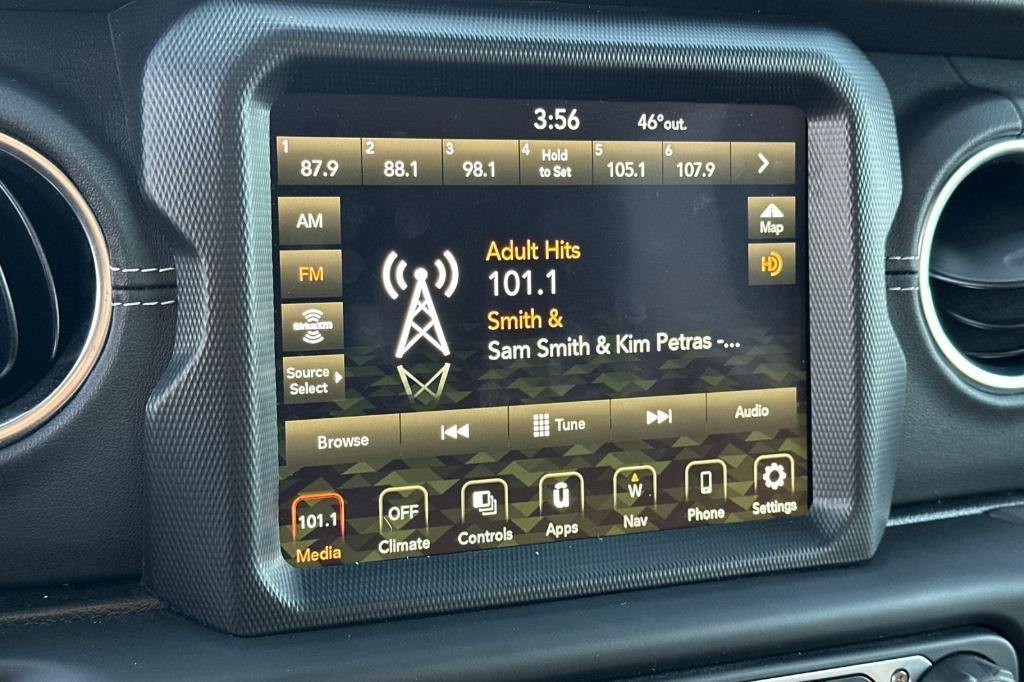 3:56 46°out.
1 87.9 2 88.1 3 98.1 4 Hold to Set 5 105.1 6 107.9
AM
FM
SiriusXM
Source
Select
Map
HD
Adult Hits
101.1
Smith &
Sam Smith & Kim Petras -...
Browse Tune Audio
101.1 OFF W
Media Climate Controls Apps Nav Phone Settings